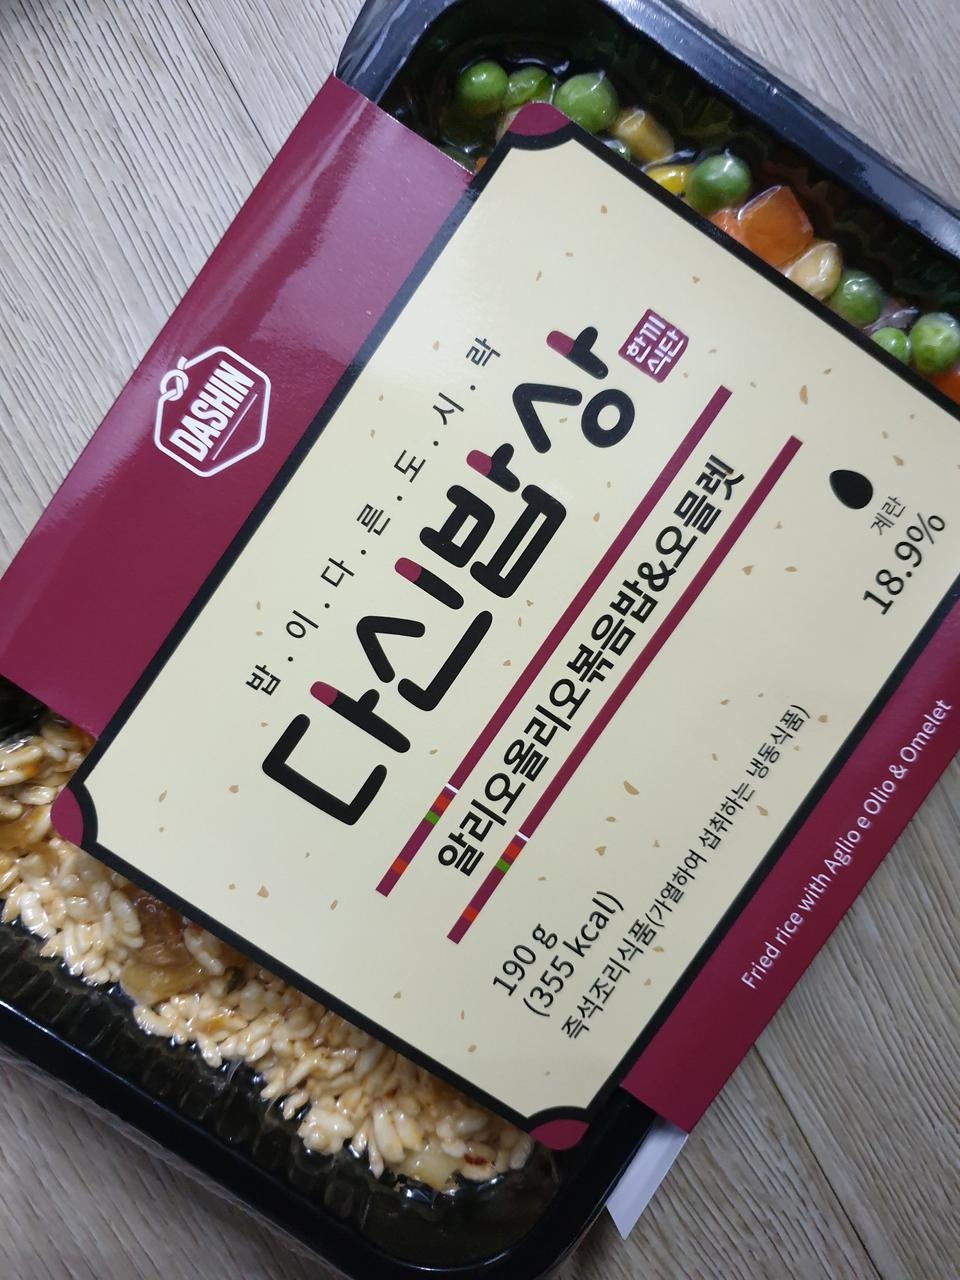 DASHIN
밥.이.다.른.도.시.락
다신밥상
한끼
식단
알리오올리오볶음밥&오믈렛
계란
18.9%
190 g
(355 kcal)
즉석조리식품(가열하여 섭취하는 냉동식품)
Fried rice with Aglio e Olio & Omelet